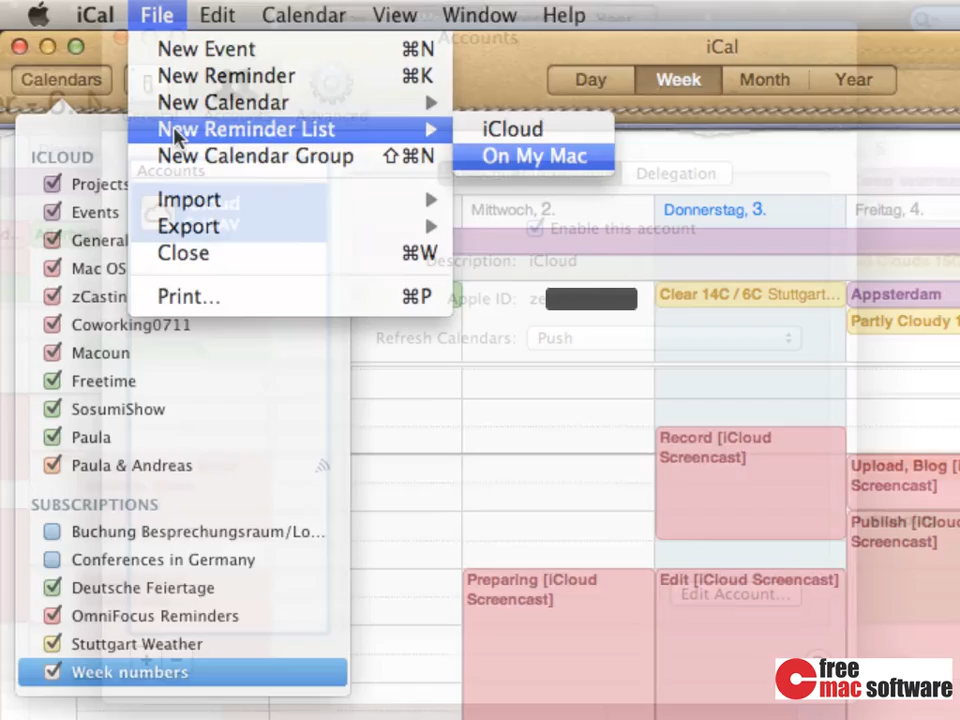 iCal File Edit Calendar View Window Help
Accounts
iCal
Calendars
Day Week Month Year
New Event ⌘N
New Reminder ⌘K
New Calendar
New Reminder List
New Calendar Group ⇧⌘N
Import
Export
Close ⌘W
Print... ⌘P
iCloud
On My Mac
Accounts
Delegation
Mittwoch, 2. Donnerstag, 3. Freitag, 4.
Enable this account
Description: iCloud
Apple ID: ze
Refresh Calendars: Push
Edit Account...
ICLOUD
Projects
Events
General
Mac OS
zCasting
Coworking0711
Macoun
Freetime
SosumiShow
Paula
Paula & Andreas
SUBSCRIPTIONS
Buchung Besprechungsraum/Lo...
Conferences in Germany
Deutsche Feiertage
OmniFocus Reminders
Stuttgart Weather
Week numbers
Clear 14C / 6C Stuttgart...
Appsterdam
Partly Cloudy 1
Record [iCloud
Screencast]
Upload, Blog [i
Screencast]
Publish [iCloud
Screencast]
Preparing [iCloud
Screencast]
Edit [iCloud Screencast]
free
mac software